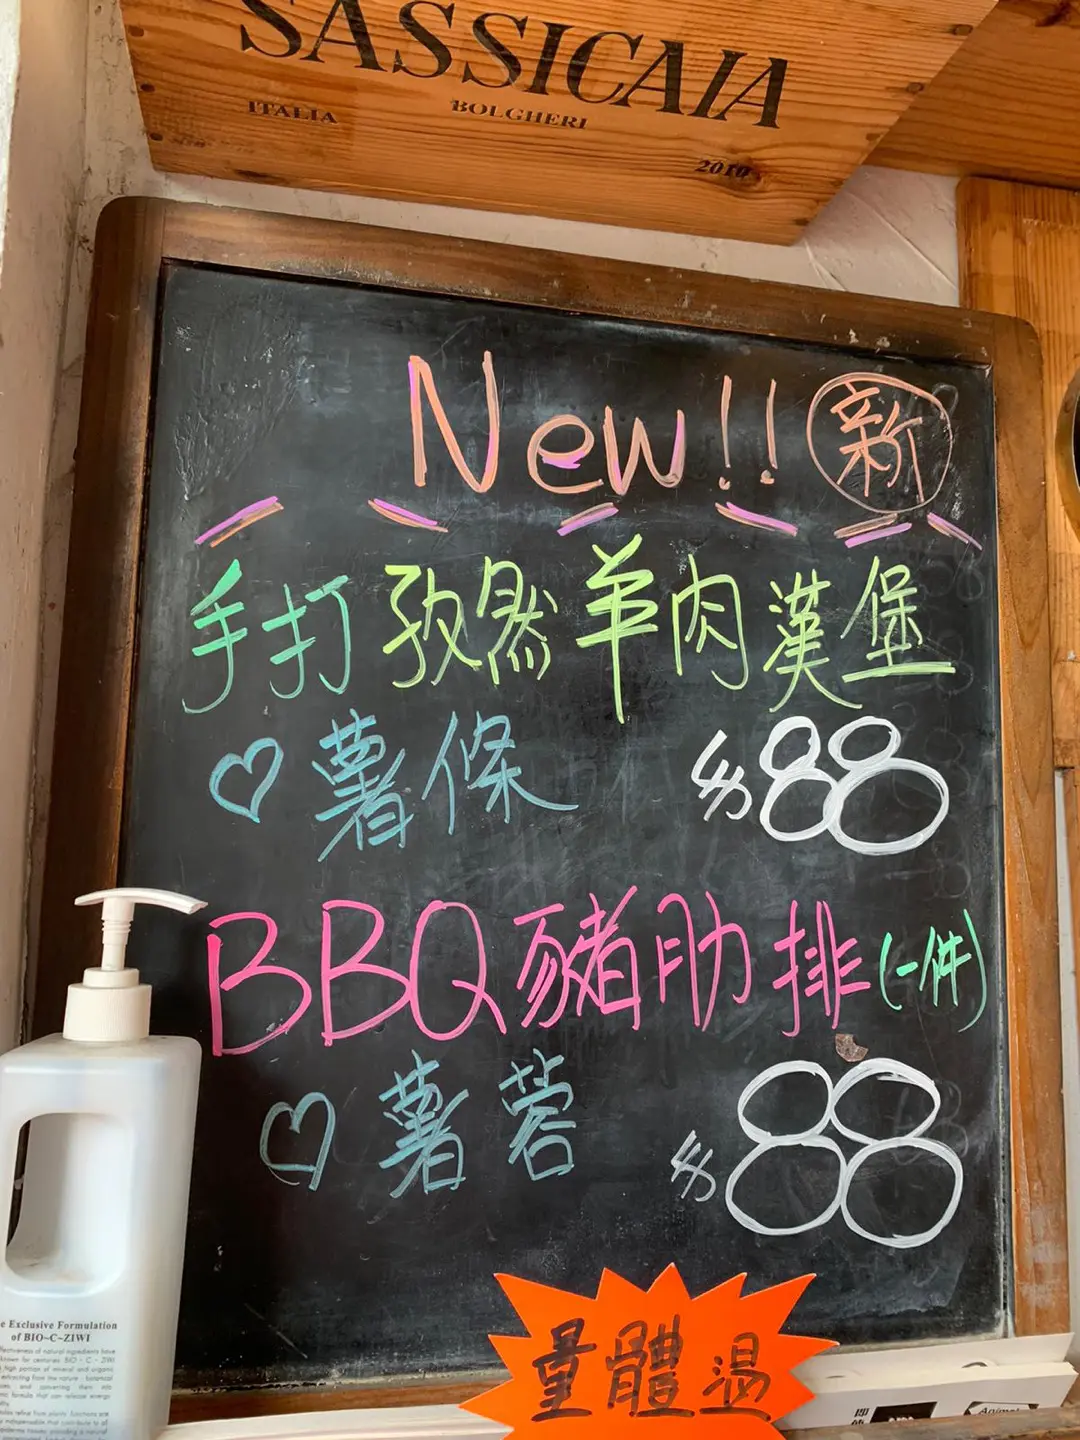 SASSICAIA
ITALIA BOLGHERI
2010
New!! 新
手打孜然羊肉漢堡
♡ 薯條 $88
BBQ豬肋排(一件)
♡ 薯蓉 $88
量體溫
e Exclusive Formulation
of BIO~C~ZIWI